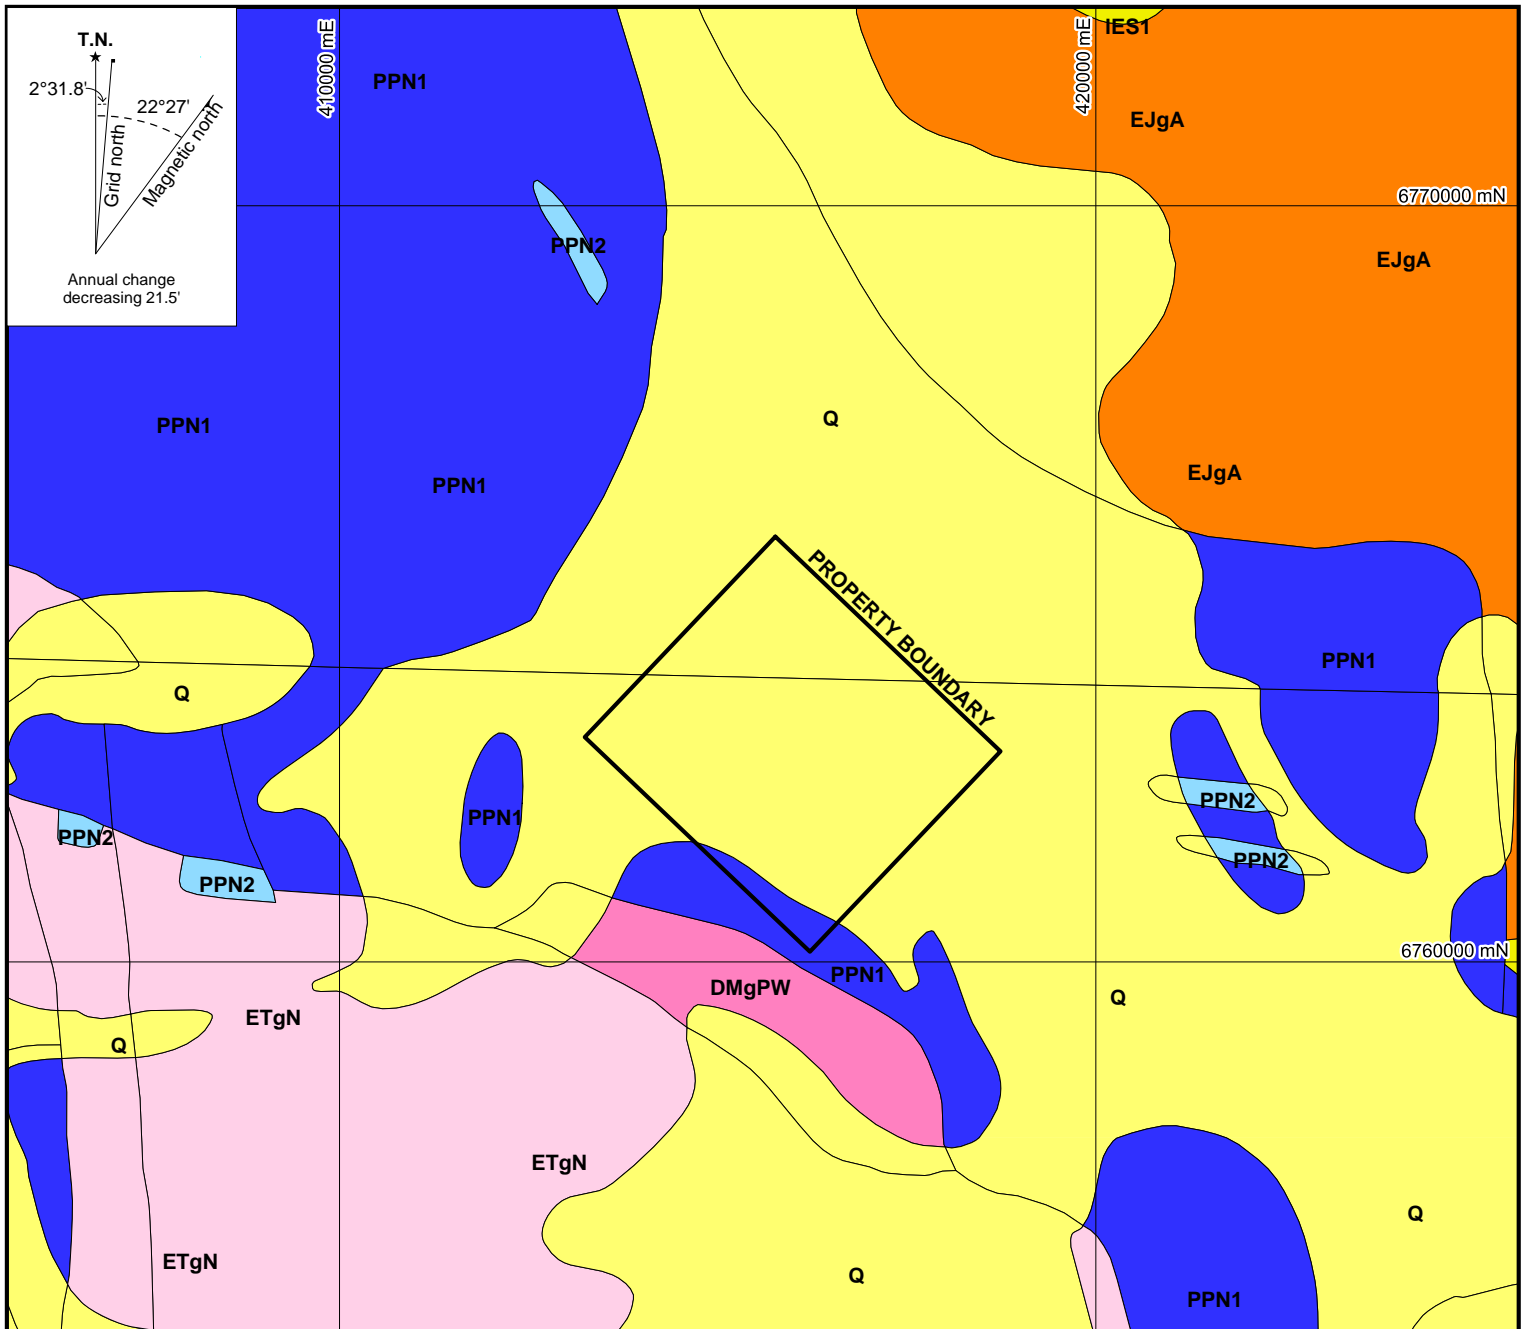 T.N.
2°31.8'
22°27'
Grid north
Magnetic north
Annual change
decreasing 21.5'
410000 mE
420000 mE
IES1
PPN1
EJgA
6770000 mN
PPN2
EJgA
Q
PPN1
EJgA
PPN1
PROPERTY BOUNDARY
PPN1
Q
PPN2
PPN1
PPN2
PPN2
PPN2
6760000 mN
PPN1
DMgPW
Q
ETgN
Q
ETgN
Q
ETgN
Q
PPN1